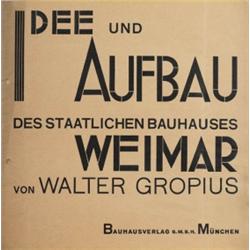 IDEE UND
AUFBAU
DES STAATLICHEN BAUHAUSES
WEIMAR
VON WALTER GROPIUS
BAUHAUSVERLAG G.M.B.H. MÜNCHEN